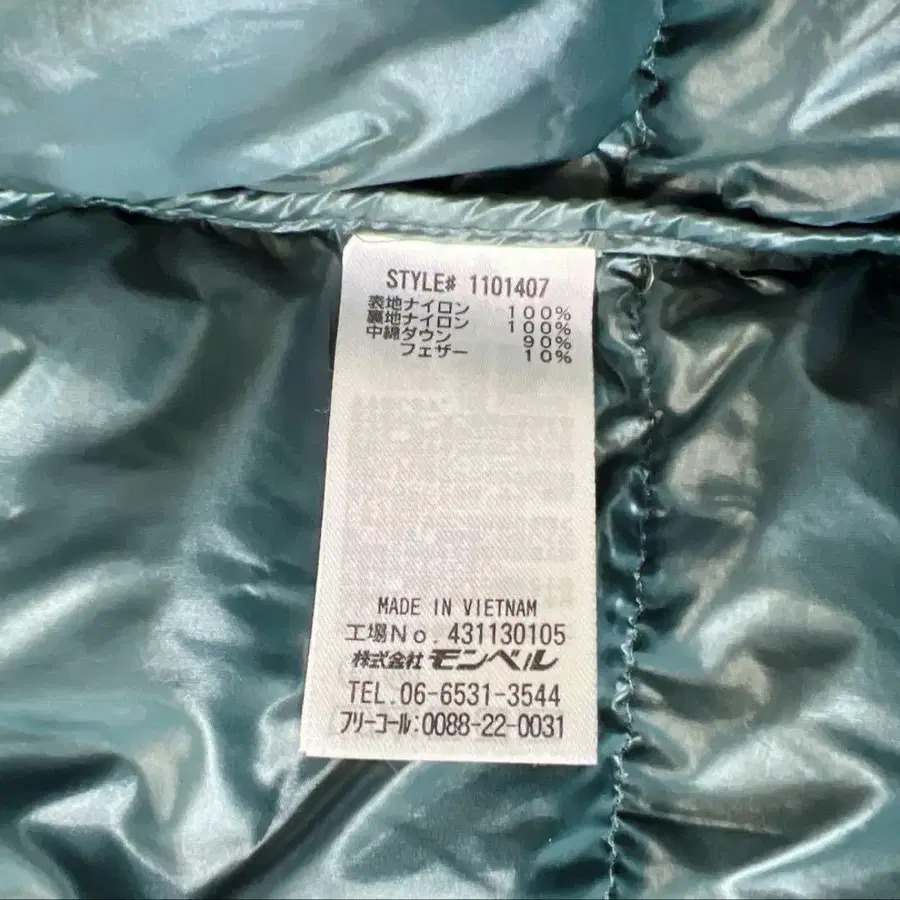 STYLE# 1101407
表地ナイロン 100%
裏地ナイロン 100%
中綿ダウン 90%
フェザー 10%
MADE IN VIETNAM
工場No. 431130105
株式会社 モンベル
TEL. 06-6531-3544
フリーコール:0088-22-0031